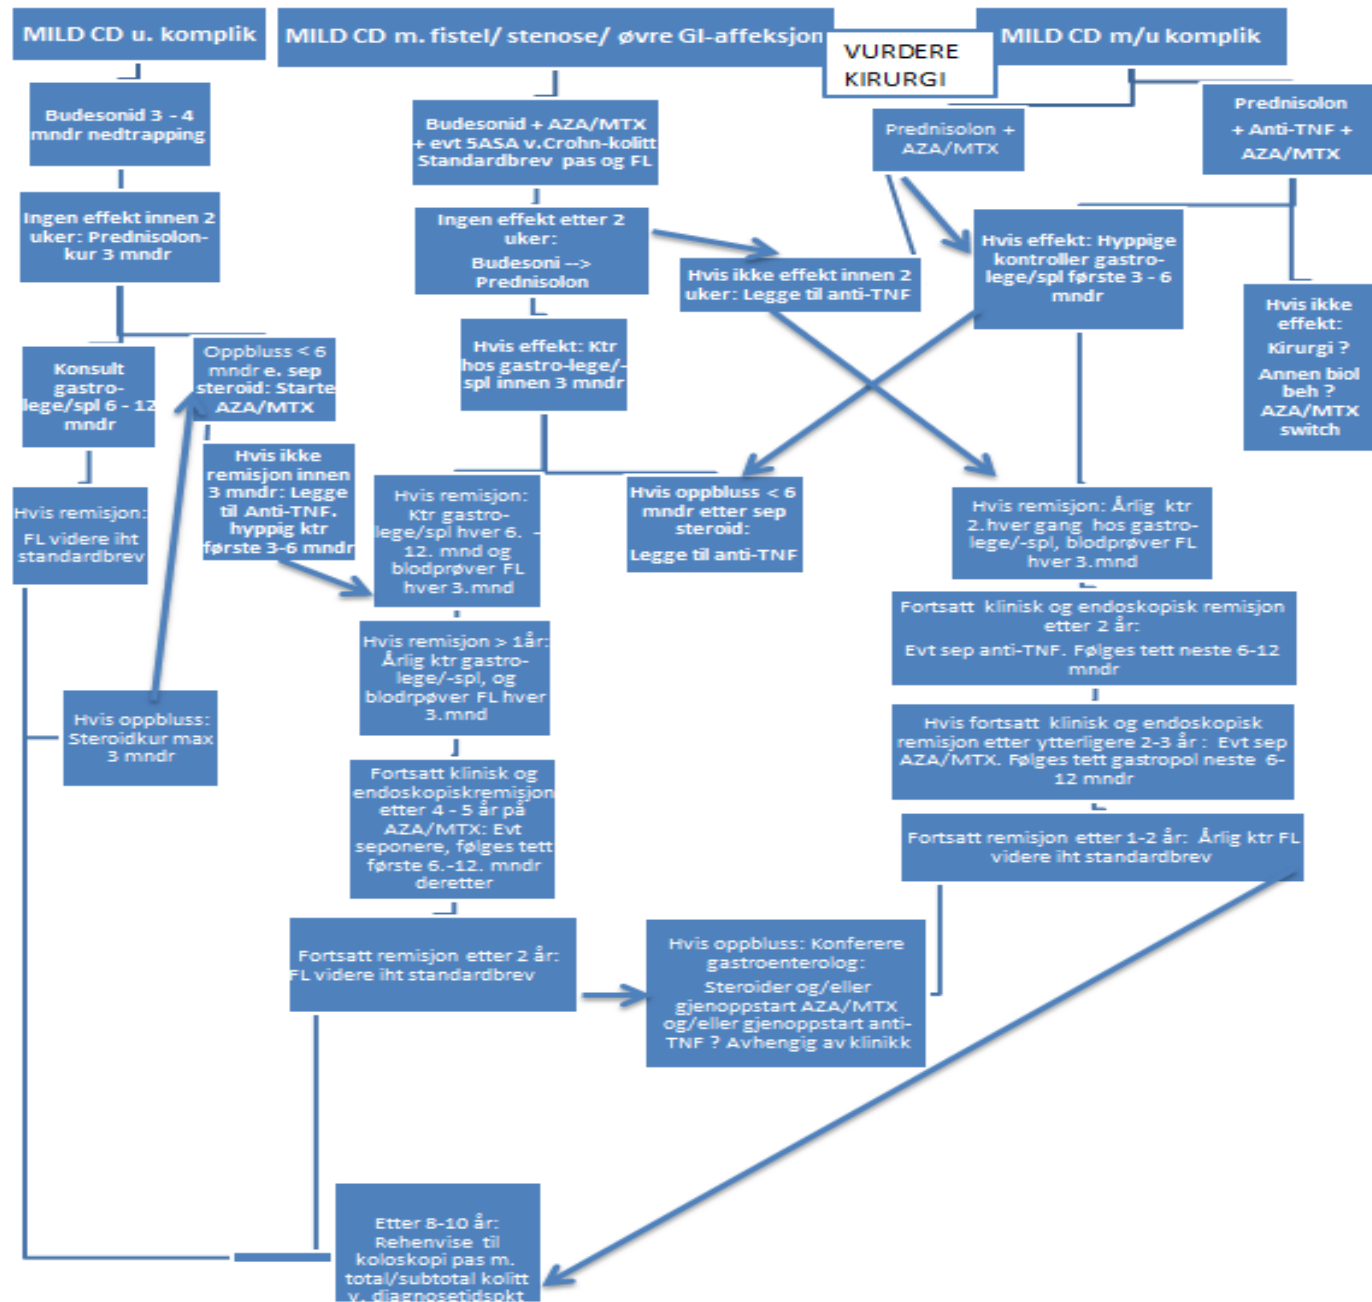 MILD CD u. komplik
MILD CD m. fistel/ stenose/ øvre GI-affeksjon
VURDERE
KIRURGI
MILD CD m/u komplik
Budesonid 3 - 4
mndr nedtrapping
Ingen effekt innen 2
uker: Prednisolon-
kur 3 mndr
Konsult
gastro-
lege/spl 6 - 12
mndr
Oppbluss < 6
mndr e. sep
steroid: Starte
AZA/MTX
Hvis ikke
remisjon innen
3 mndr: Legge
til Anti-TNF.
hyppig ktr
første 3-6 mndr
Hvis remisjon:
FL videre iht
standardbrev
Hvis oppbluss:
Steroidkur max
3 mndr
Budesonid + AZA/MTX
+ evt 5ASA v.Crohn-kolitt
Standardbrev pas og FL
Ingen effekt etter 2
uker:
Budesoni -->
Prednisolon
Hvis effekt: Ktr
hos gastro-lege/-
spl innen 3 mndr
Hvis remisjon:
Ktr gastro-
lege/spl hver 6. -
12. mnd og
blodprøver FL
hver 3.mnd
Hvis oppbluss < 6
mndr etter sep
steroid:
Legge til anti-TNF
Hvis remisjon > 1år:
Årlig ktr gastro-
lege/-spl, og
blodrpøver FL hver
3.mnd
Fortsatt klinisk og
endoskopiskremisjon
etter 4 - 5 år på
AZA/MTX: Evt
seponere, følges tett
første 6.-12. mndr
deretter
Fortsatt remisjon etter 2 år:
FL videre iht standardbrev
Prednisolon +
AZA/MTX
Prednisolon
+ Anti-TNF +
AZA/MTX
Hvis ikke effekt innen 2
uker: Legge til anti-TNF
Hvis effekt: Hyppige
kontroller gastro-
lege/spl første 3 - 6
mndr
Hvis ikke
effekt:
Kirurgi ?
Annen biol
beh ?
AZA/MTX
switch
Hvis remisjon: Årlig ktr
2.hver gang hos gastro-
lege/-spl, blodprøver FL
hver 3.mnd
Fortsatt klinisk og endoskopisk remisjon
etter 2 år:
Evt sep anti-TNF. Følges tett neste 6-12
mndr
Hvis fortsatt klinisk og endoskopisk
remisjon etter ytterligere 2-3 år : Evt sep
AZA/MTX. Følges tett gastropol neste 6-
12 mndr
Fortsatt remisjon etter 1-2 år: Årlig ktr FL
videre iht standardbrev
Hvis oppbluss: Konferere
gastroenterolog:
Steroider og/eller
gjenoppstart AZA/MTX
og/eller gjenoppstart anti-
TNF ? Avhengig av klinikk
Etter 8-10 år:
Rehenvise til
koloskopi pas m.
total/subtotal kolitt
v. diagnosetidspkt